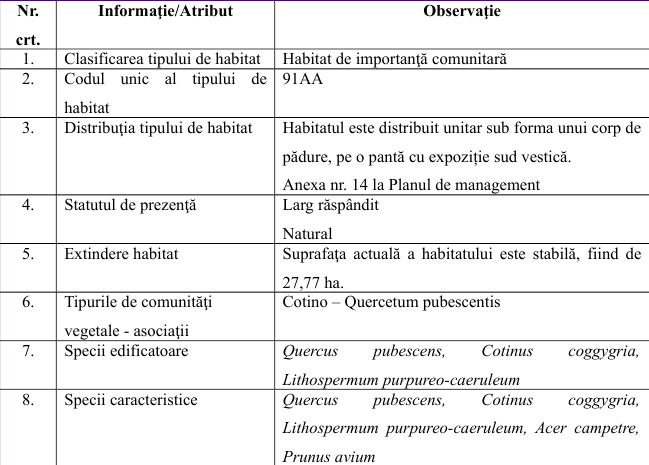 Nr. Informaţie/Atribut Observaţie
crt.
1. Clasificarea tipului de habitat Habitat de importanţă comunitară
2. Codul unic al tipului de 91AA
habitat
3. Distribuţia tipului de habitat Habitatul este distribuit unitar sub forma unui corp de
pădure, pe o pantă cu expoziție sud vestică.
Anexa nr. 14 la Planul de management
4. Statutul de prezenţă Larg răspândit
Natural
5. Extindere habitat Suprafaţa actuală a habitatului este stabilă, fiind de
27,77 ha.
6. Tipurile de comunităţi Cotino – Quercetum pubescentis
vegetale - asociaţii
7. Specii edificatoare Quercus pubescens, Cotinus coggygria,
Lithospermum purpureo-caeruleum
8. Specii caracteristice Quercus pubescens, Cotinus coggygria,
Lithospermum purpureo-caeruleum, Acer campetre,
Prunus avium